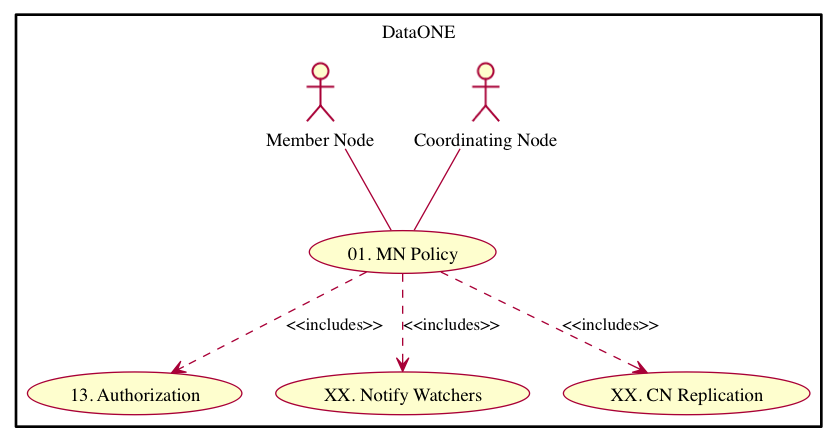 DataONE
Member Node
Coordinating Node
01. MN Policy
<<includes>>
<<includes>>
<<includes>>
13. Authorization
XX. Notify Watchers
XX. CN Replication